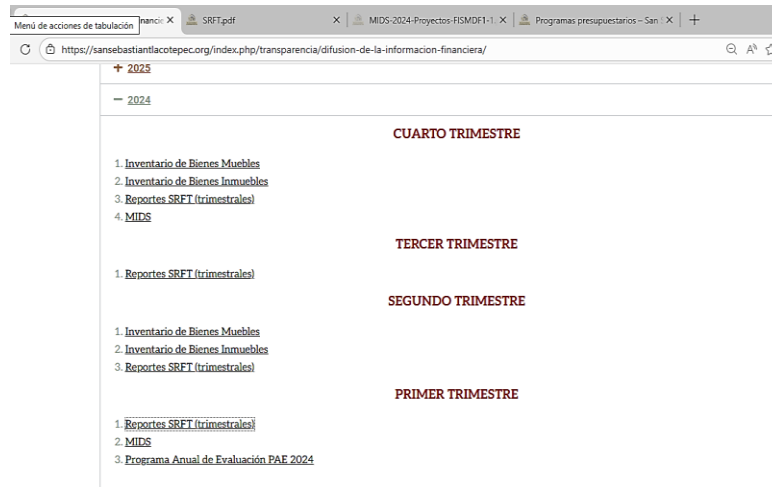 Menú de acciones de tabulación
SRFT.pdf
MIDS-2024-Proyectos-FISMDF1-1.
Programas presupuestarios – San
https://sansebastiantlacotepec.org/index.php/transparencia/difusion-de-la-informacion-financiera/
+ 2025
− 2024
CUARTO TRIMESTRE
1. Inventario de Bienes Muebles
2. Inventario de Bienes Inmuebles
3. Reportes SRFT (trimestrales)
4. MIDS
TERCER TRIMESTRE
1. Reportes SRFT (trimestrales)
SEGUNDO TRIMESTRE
1. Inventario de Bienes Muebles
2. Inventario de Bienes Inmuebles
3. Reportes SRFT (trimestrales)
PRIMER TRIMESTRE
1. Reportes SRFT (trimestrales)
2. MIDS
3. Programa Anual de Evaluación PAE 2024